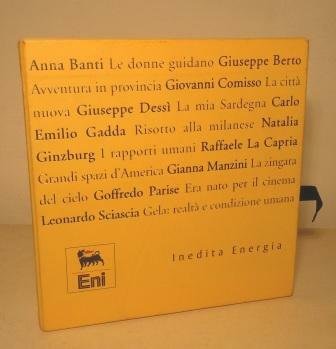 Anna Banti Le donne guidano Giuseppe Berto
Avventura in provincia Giovanni Comisso La città
nuova Giuseppe Dessì La mia Sardegna Carlo
Emilio Gadda Risotto alla milanese Natalia
Ginzburg I rapporti umani Raffaele La Capria
Grandi spazi d'America Gianna Manzini La zingara
del cielo Goffredo Parise Era nato per il cinema
Leonardo Sciascia Gela: realtà e condizione umana
Eni
Inedita Energia